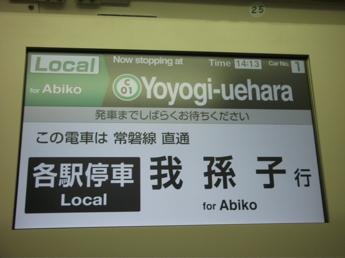 25
Local
Now stopping at
Time 14:13 Car No. 1
for Abiko
C 01
Yoyogi-uehara
発車までしばらくお待ちください
この電車は 常磐線 直通
各駅停車
Local
我孫子行
for Abiko